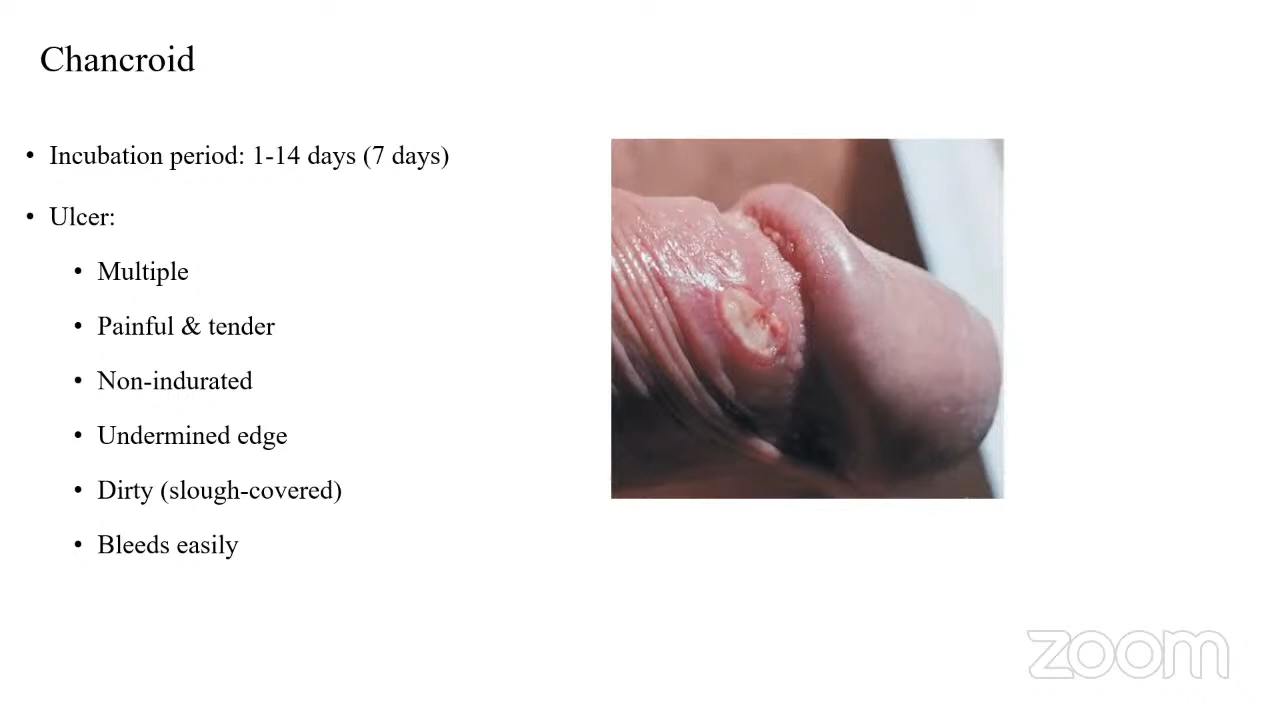 Chancroid
• Incubation period: 1-14 days (7 days)
• Ulcer:
• Multiple
• Painful & tender
• Non-indurated
• Undermined edge
• Dirty (slough-covered)
• Bleeds easily
zoom